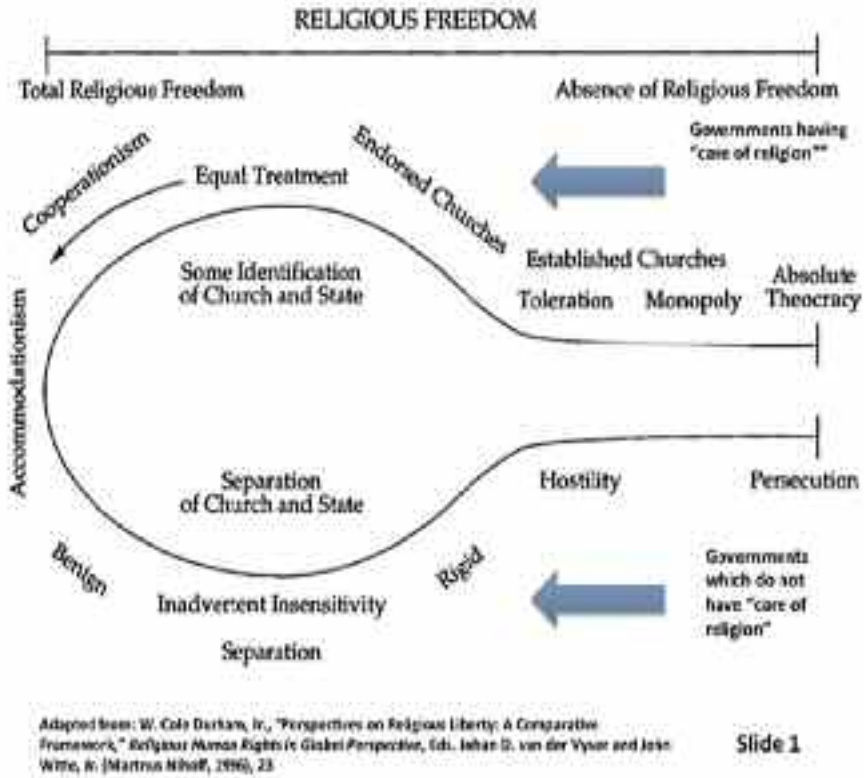 RELIGIOUS FREEDOM
Total Religious Freedom
Absence of Religious Freedom
Governments having
"care of religion""
Cooperationism
Equal Treatment
Endorsed Churches
Some Identification
of Church and State
Established Churches
Toleration
Monopoly
Absolute
Theocracy
Accommodationism
Separation
of Church and State
Hostility
Persecution
Benign
Rigid
Inadvertent Insensitivity
Separation
Governments
which do not
have "care of
religion"
Adapted from: W. Cole Durham, Jr., "Perspectives on Religious Liberty: A Comparative
Framework," Religious Human Rights in Global Perspective, Eds. Johan D. van der Vyver and John
Witte, Jr. (Martinus Nihoff, 1996), 23
Slide 1